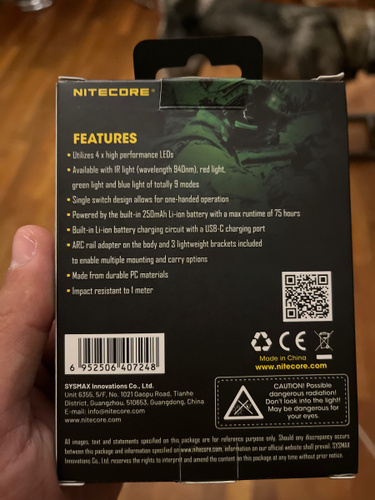 NITECORE®
FEATURES
• Utilizes 4 x high performance LEDs
• Available with IR light (wavelength 940nm), red light,
green light and blue light of totally 9 modes
• Single switch design allows for one-handed operation
• Powered by the built-in 250mAh Li-ion battery with a max runtime of 75 hours
• Built-in Li-ion battery charging circuit with a USB-C charging port
• ARC rail adapter on the body and 3 lightweight brackets included
to enable multiple mounting and carry options
• Made from durable PC materials
• Impact resistant to 1 meter
6 952506 407248
CE
Made in China
www.nitecore.com
SYSMAX Innovations Co., Ltd.
Unit 6355, 5/F, No. 1021 Gaopu Road, Tianhe
District, Guangzhou, 510653, Guangdong, China
E-mail: info@nitecore.com
www.nitecore.com
CAUTION! Possible
dangerous radiation!
Don't look into the light!
May be dangerous for
your eyes.
All images, text and statements specified on this package are for reference purpose only. Should any discrepancy occurs
between this package and information specified on www.nitecore.com, information on our official website shall prevail. SYSMAX
Innovations Co., Ltd. reserves the rights to interpret and amend the content on this package at any time without prior notice.